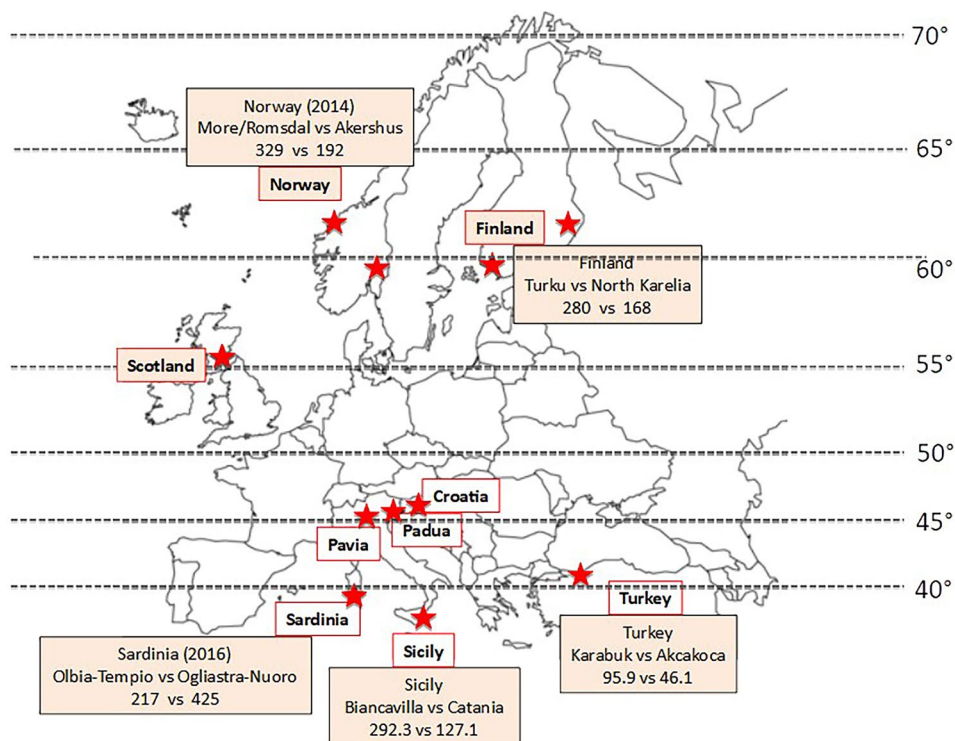 70°
Norway (2014)
More/Romsdal vs Akershus
329 vs 192
65°
Norway
Finland
60°
Finland
Turku vs North Karelia
280 vs 168
Scotland
55°
50°
Croatia
45°
Padua
Pavia
40°
Turkey
Sardinia
Turkey
Karabuk vs Akcakoca
95.9 vs 46.1
Sicily
Sardinia (2016)
Olbia-Tempio vs Ogliastra-Nuoro
217 vs 425
Sicily
Biancavilla vs Catania
292.3 vs 127.1